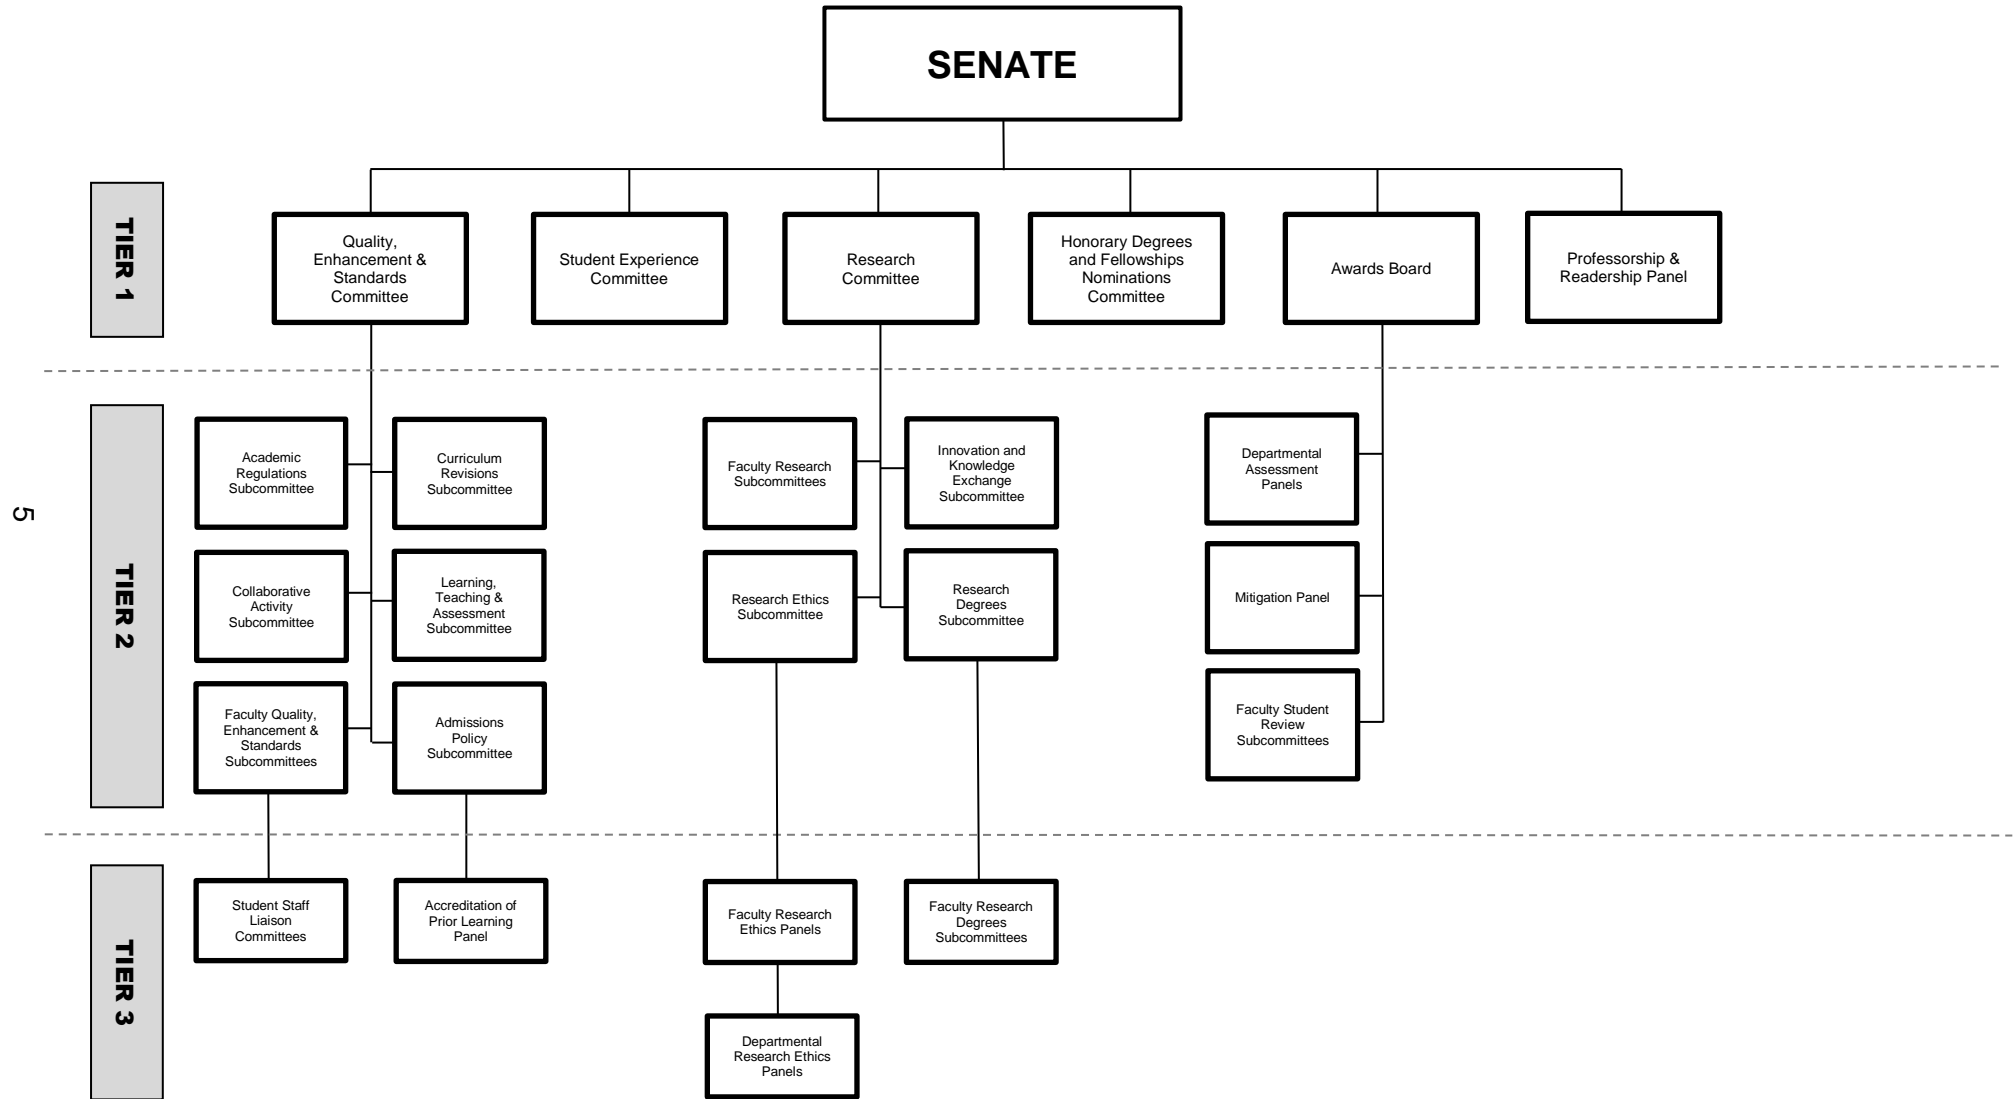 SENATE
TIER 1
Quality,
Enhancement &
Standards
Committee
Student Experience
Committee
Research
Committee
Honorary Degrees
and Fellowships
Nominations
Committee
Awards Board
Professorship &
Readership Panel
5
TIER 2
Academic
Regulations
Subcommittee
Curriculum
Revisions
Subcommittee
Faculty Research
Subcommittees
Innovation and
Knowledge
Exchange
Subcommittee
Departmental
Assessment
Panels
Collaborative
Activity
Subcommittee
Learning,
Teaching &
Assessment
Subcommittee
Research Ethics
Subcommittee
Research
Degrees
Subcommittee
Mitigation Panel
Faculty Quality,
Enhancement &
Standards
Subcommittees
Admissions
Policy
Subcommittee
Faculty Student
Review
Subcommittees
TIER 3
Student Staff
Liaison
Committees
Accreditation of
Prior Learning
Panel
Faculty Research
Ethics Panels
Faculty Research
Degrees
Subcommittees
Departmental
Research Ethics
Panels